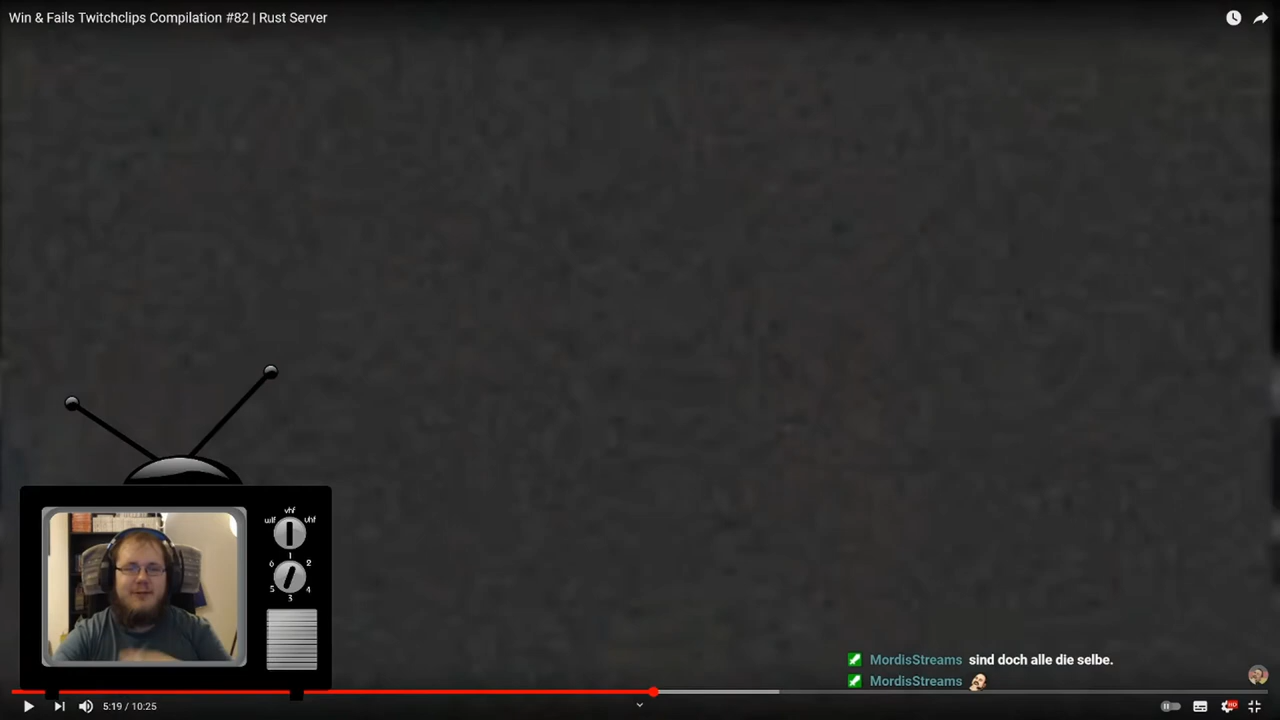 Win & Fails Twitchclips Compilation #82 | Rust Server
vhf
wlf uhf
1
6 2
5 4
3
MordisStreams sind doch alle die selbe.
MordisStreams
5:19 / 10:25